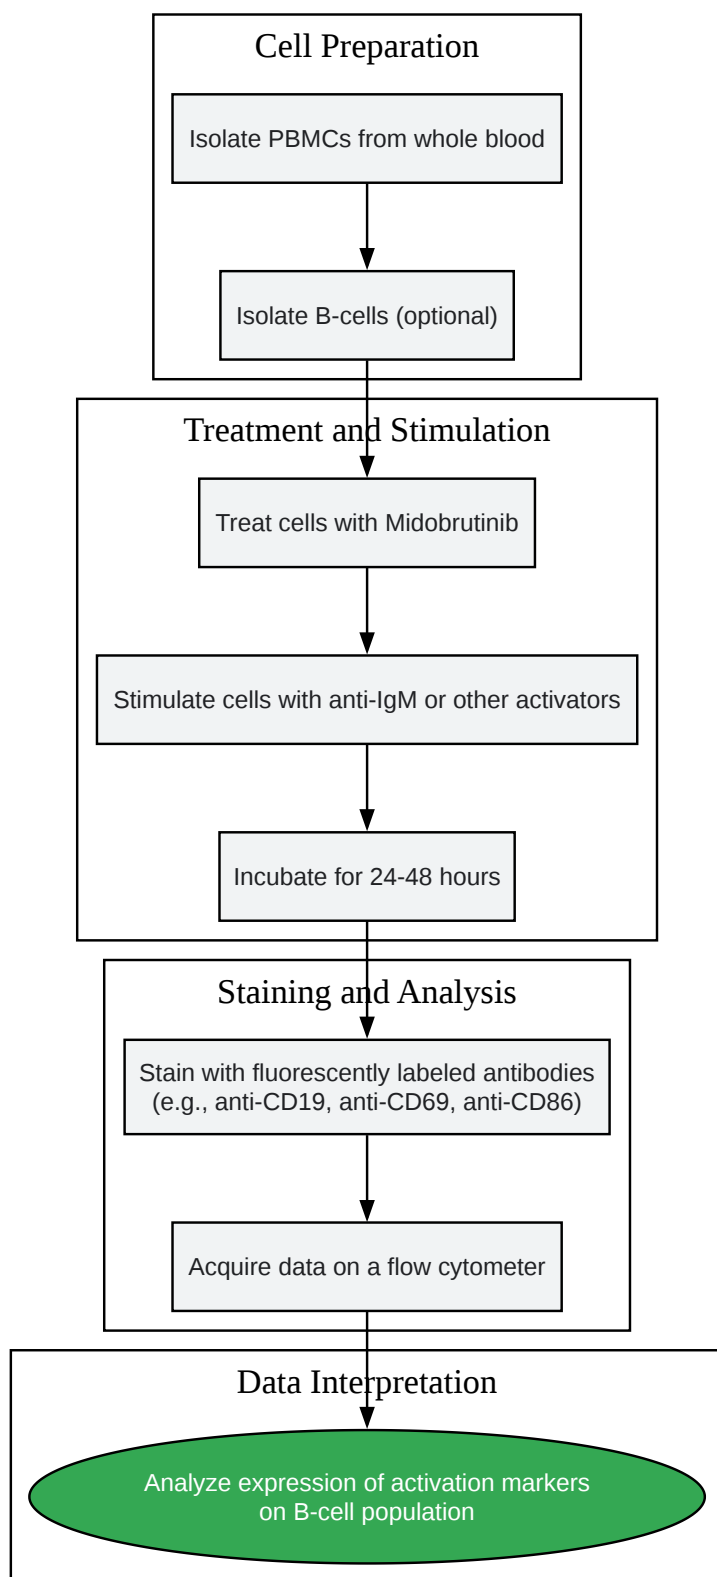 Cell Preparation
Isolate PBMCs from whole blood
Isolate B-cells (optional)
Treatment and Stimulation
Treat cells with Midobrutinib
Stimulate cells with anti-IgM or other activators
Incubate for 24-48 hours
Staining and Analysis
Stain with fluorescently labeled antibodies
(e.g., anti-CD19, anti-CD69, anti-CD86)
Acquire data on a flow cytometer
Data Interpretation
Analyze expression of activation markers
on B-cell population